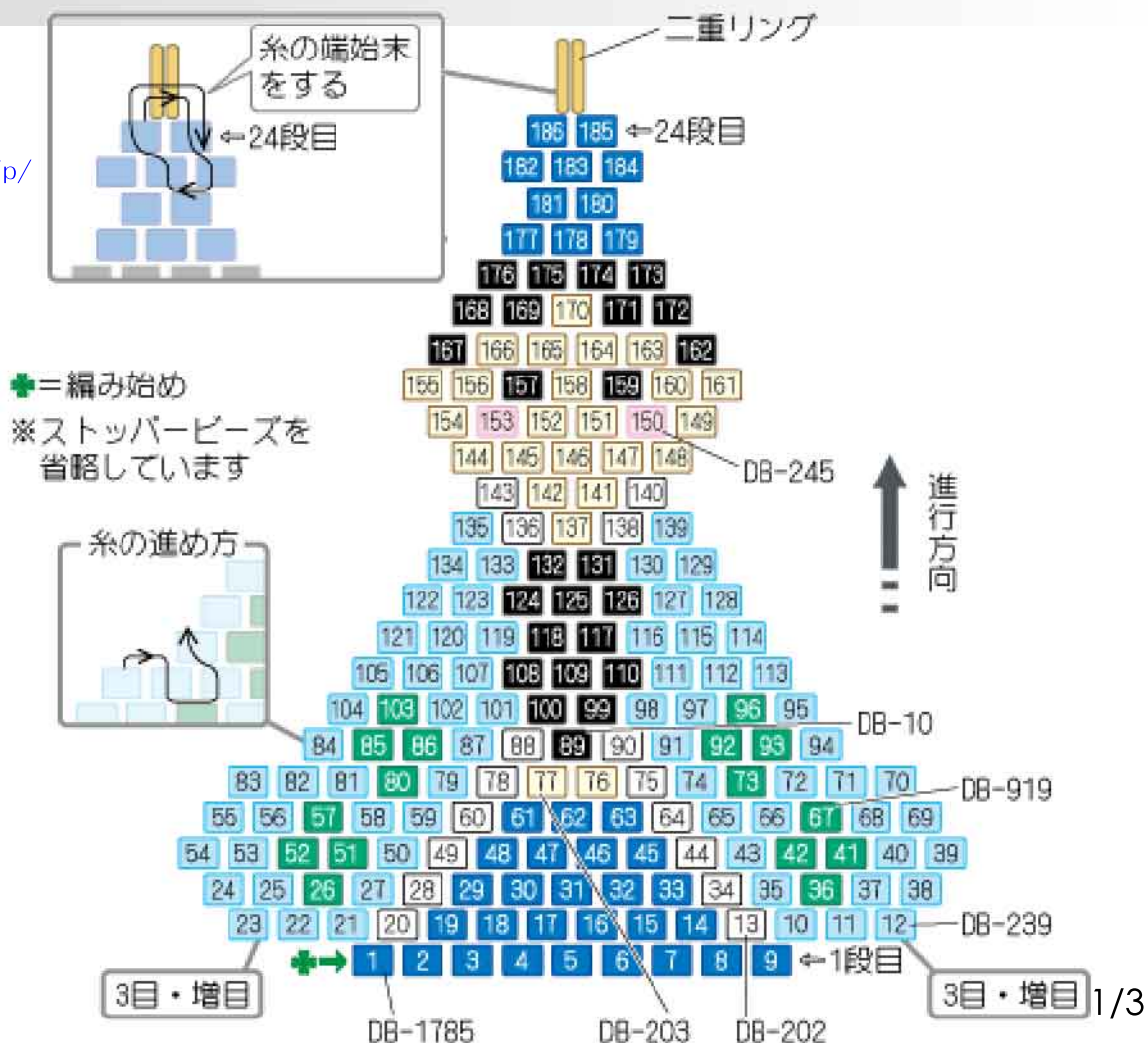 二重リング
糸の端始末
をする
←24段目
p/
186 185 ⇐24段目
182 183 184
181 180
177 178 179
176 175 174 173
168 169 170 171 172
167 166 165 164 163 162
155 156 157 158 159 160 161
154 153 152 151 150 149
DB-245
144 145 146 147 148
143 142 141 140
135 136 137 138 139
134 133 132 131 130 129
122 123 124 125 126 127 128
121 120 119 118 117 116 115 114
105 106 107 108 109 110 111 112 113
104 103 102 101 100 99 98 97 96 95
DB-10
84 85 86 87 88 89 90 91 92 93 94
83 82 81 80 79 78 77 76 75 74 73 72 71 70
DB-919
55 56 57 58 59 60 61 62 63 64 65 66 67 68 69
54 53 52 51 50 49 48 47 46 45 44 43 42 41 40 39
24 25 26 27 28 29 30 31 32 33 34 35 36 37 38
23 22 21 20 19 18 17 16 15 14 13 10 11 12
DB-239
1 2 3 4 5 6 7 8 9 ⇐1段目
=編み始め
※ストッパービーズを
省略しています
進行方向
糸の進め方
3目・増目
3目・増目
1/3
DB-1785
DB-203
DB-202